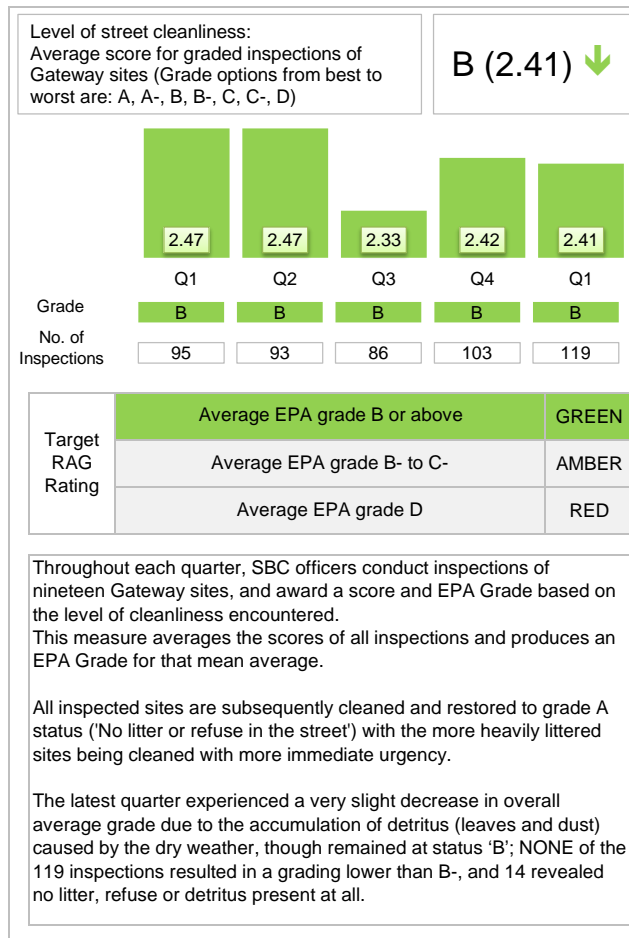 Level of street cleanliness:
Average score for graded inspections of
Gateway sites (Grade options from best to
worst are: A, A-, B, B-, C, C-, D)
B (2.41)
2.47 2.47 2.33 2.42 2.41
Q1 Q2 Q3 Q4 Q1
Grade B B B B B
No. of
Inspections 95 93 86 103 119
Target
RAG
Rating
Average EPA grade B or above GREEN
Average EPA grade B- to C- AMBER
Average EPA grade D RED
Throughout each quarter, SBC officers conduct inspections of
nineteen Gateway sites, and award a score and EPA Grade based on
the level of cleanliness encountered.
This measure averages the scores of all inspections and produces an
EPA Grade for that mean average.
All inspected sites are subsequently cleaned and restored to grade A
status ('No litter or refuse in the street') with the more heavily littered
sites being cleaned with more immediate urgency.
The latest quarter experienced a very slight decrease in overall
average grade due to the accumulation of detritus (leaves and dust)
caused by the dry weather, though remained at status ‘B’; NONE of the
119 inspections resulted in a grading lower than B-, and 14 revealed
no litter, refuse or detritus present at all.